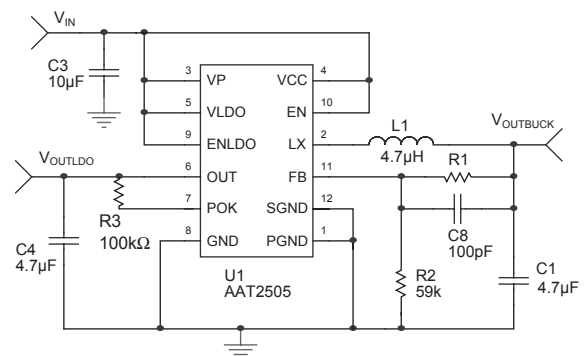 VIN
C3
10µF
3 VP VCC 4
5 VLDO EN 10
9 ENLDO LX 2
L1
4.7µH
VOUTBUCK
VOUTLDO
6 OUT FB 11
R1
7 POK SGND 12
R3
100kΩ
C8
100pF
8 GND PGND 1
C4
4.7µF
U1
AAT2505
R2
59k
C1
4.7µF